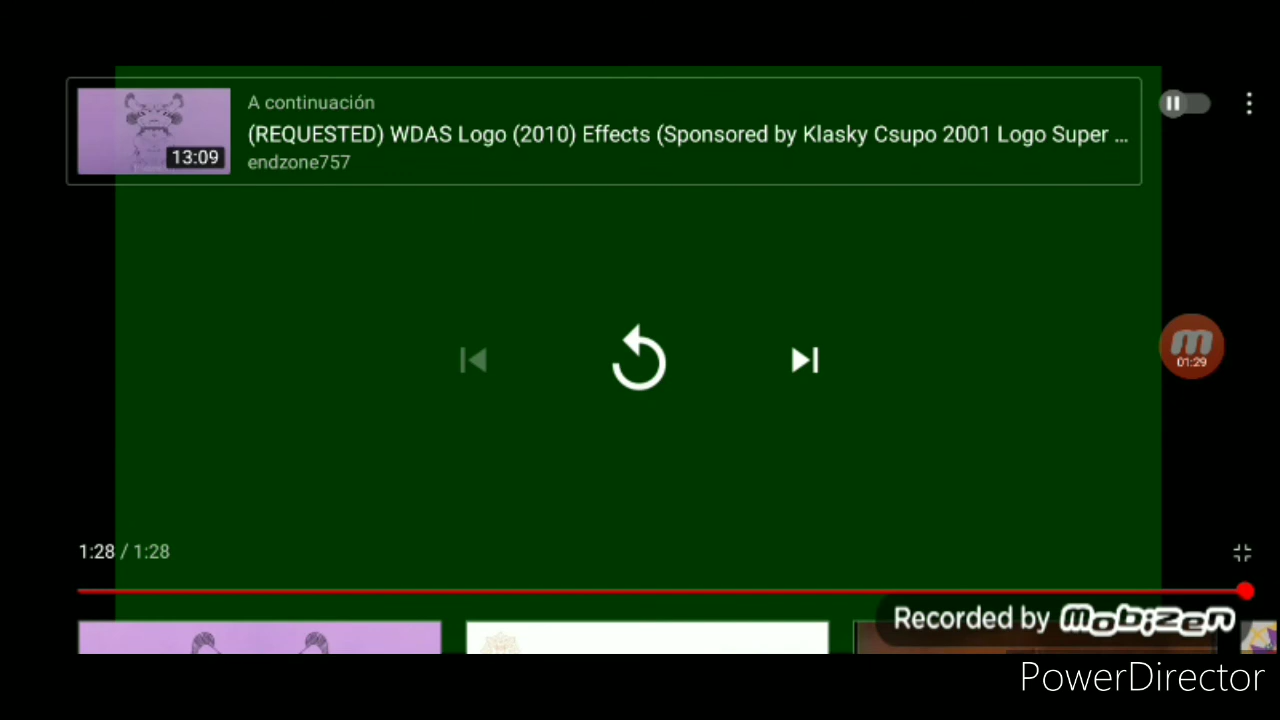 A continuación
(REQUESTED) WDAS Logo (2010) Effects (Sponsored by Klasky Csupo 2001 Logo Super ...
13:09
endzone757
01:29
1:28 / 1:28
Recorded by mobizen
PowerDirector